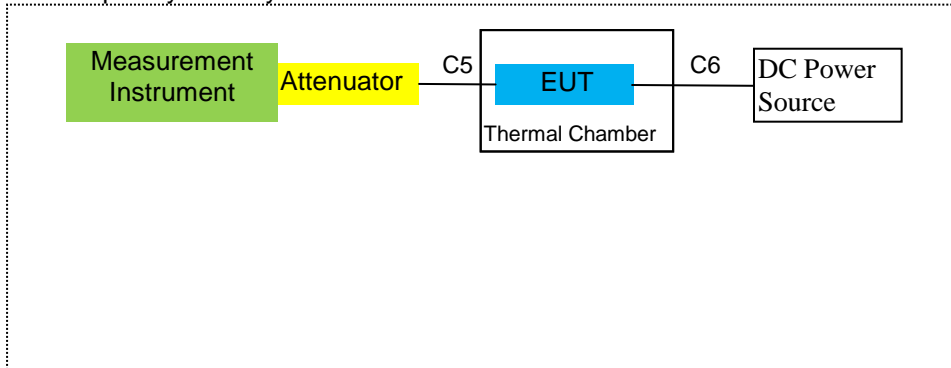 Measurement
Instrument
Attenuator
C5
EUT
Thermal Chamber
C6
DC Power
Source